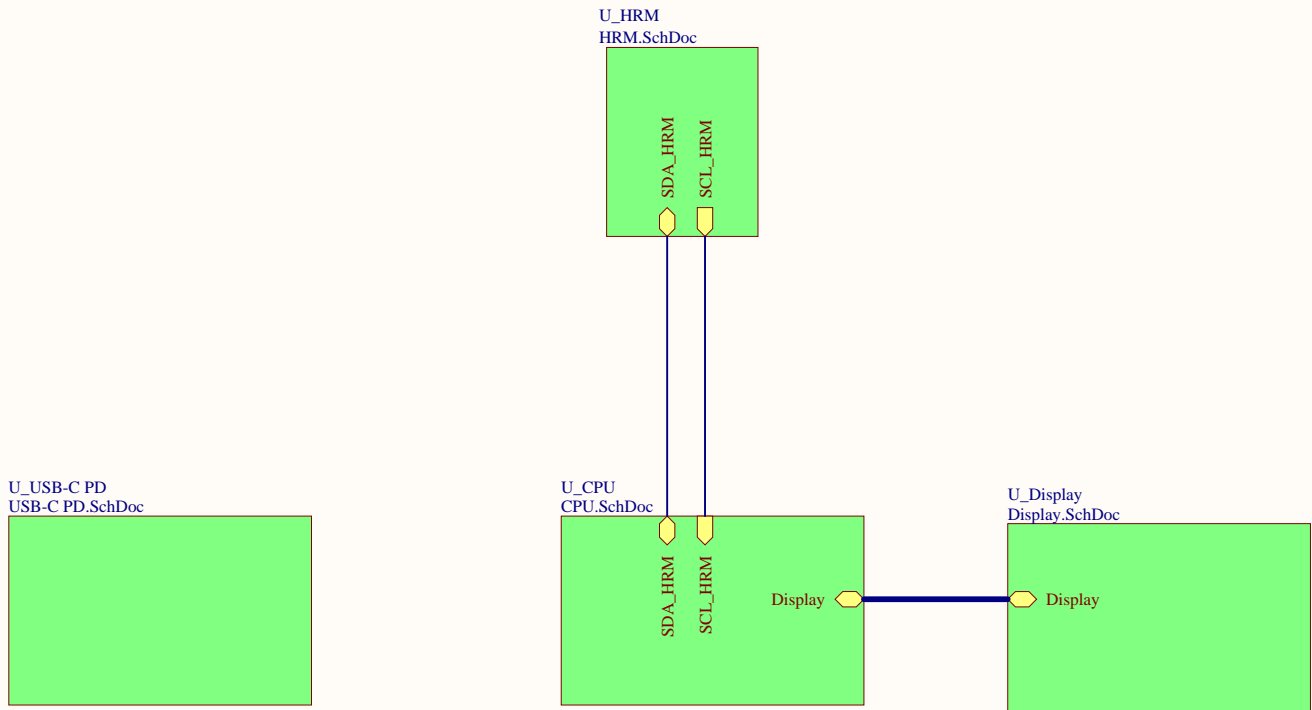 U_HRM
HRM.SchDoc
SDA_HRM
SCL_HRM
U_USB-C PD
USB-C PD.SchDoc
U_CPU
CPU.SchDoc
SDA_HRM
SCL_HRM
Display
U_Display
Display.SchDoc
Display